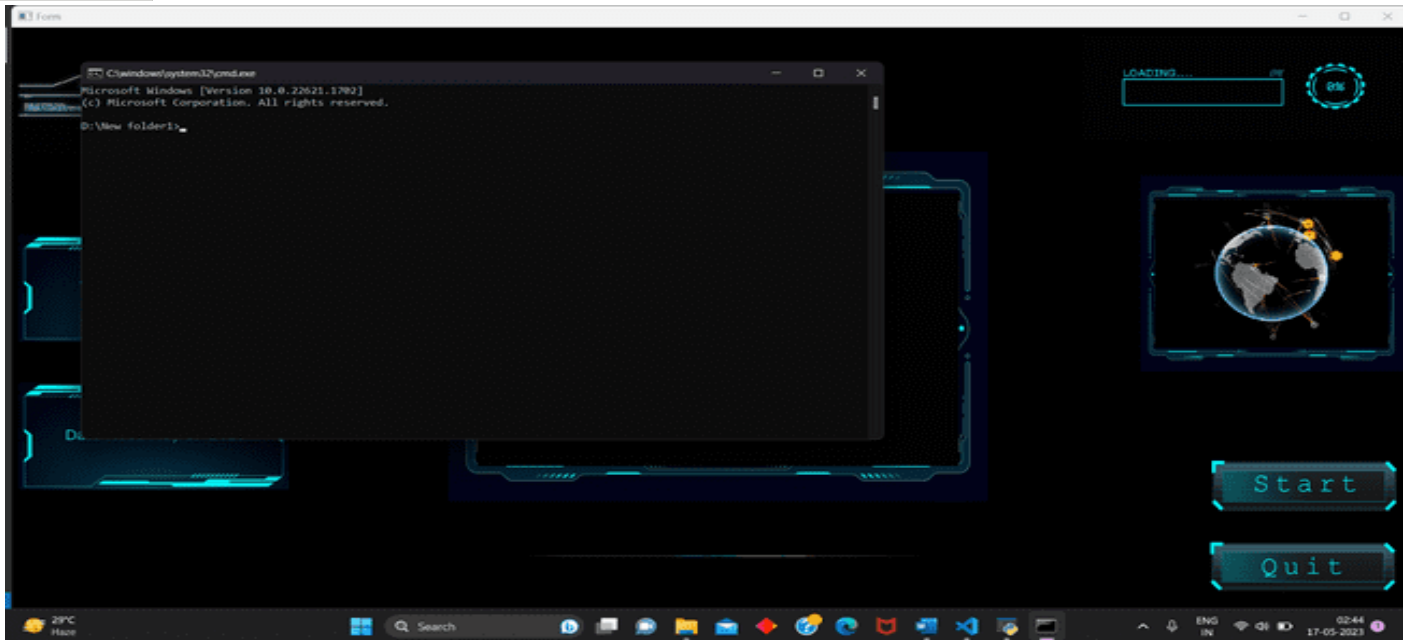 Form
C:\windows\system32\cmd.exe
Microsoft Windows [Version 10.0.22621.1702]
(c) Microsoft Corporation. All rights reserved.
D:\New folder1>
LOADING....
0%
Da
Start
Quit
29°C
Haze
Search
ENG
IN
02:44
17-05-2023